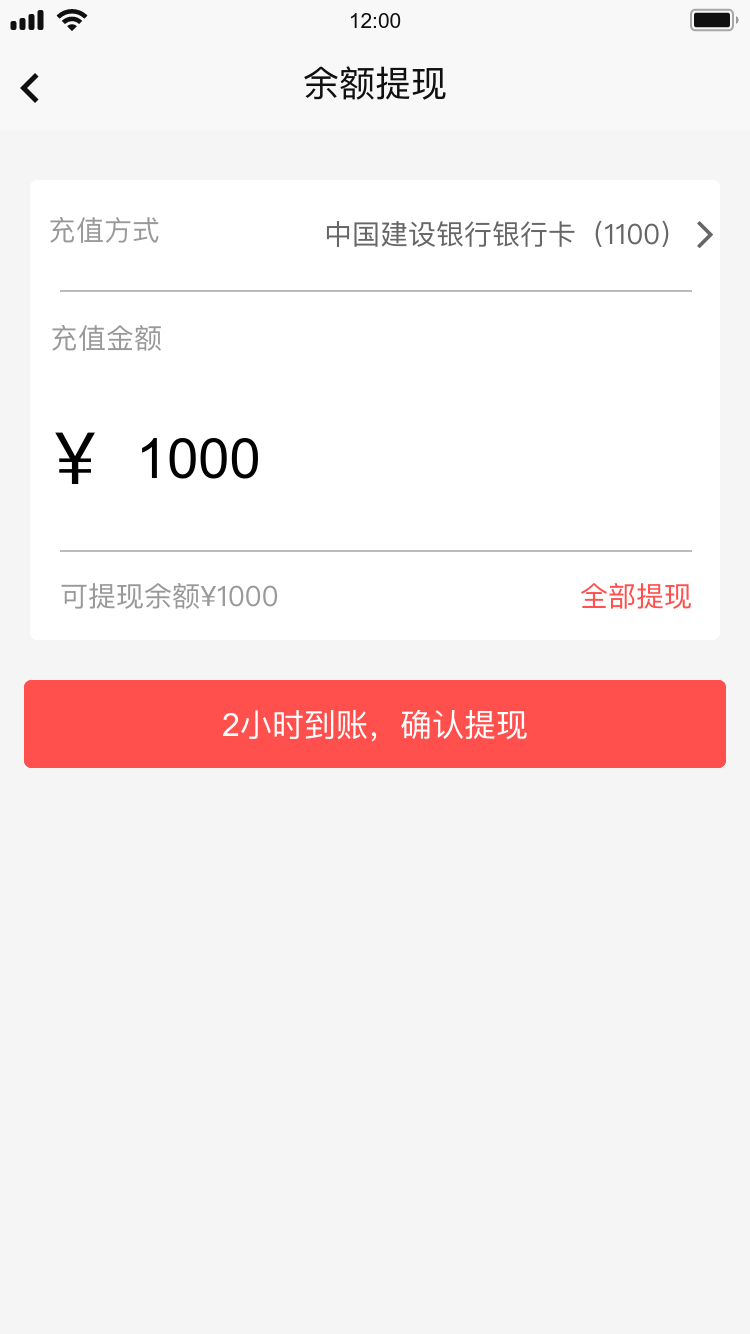 12:00
余额提现
充值方式 中国建设银行银行卡（1100）
充值金额
¥ 1000
可提现余额¥1000 全部提现
2小时到账，确认提现